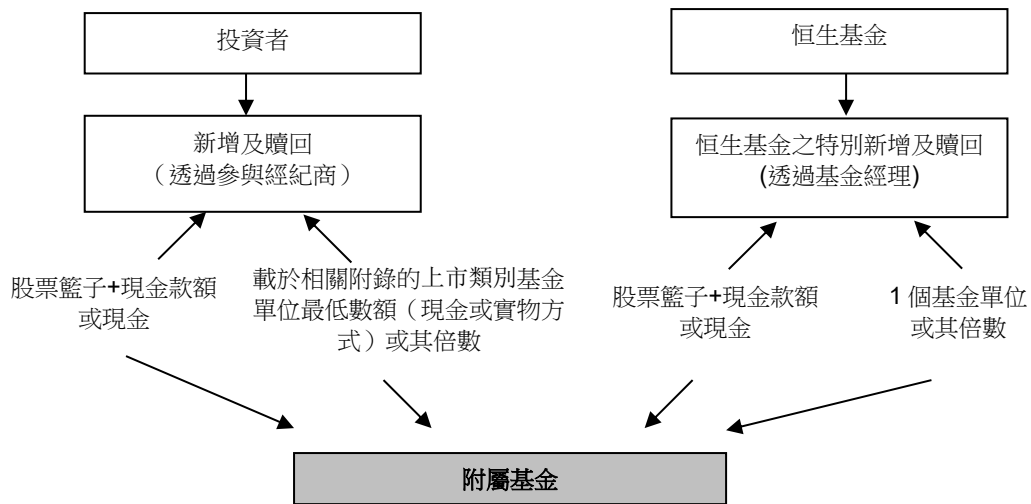 投資者
恒生基金
新增及贖回
（透過參與經紀商）
恒生基金之特別新增及贖回
(透過基金經理)
股票籃子+現金款額
或現金
載於相關附錄的上市類別基金
單位最低數額（現金或實物方
式）或其倍數
股票籃子+現金款額
或現金
1 個基金單位
或其倍數
附屬基金